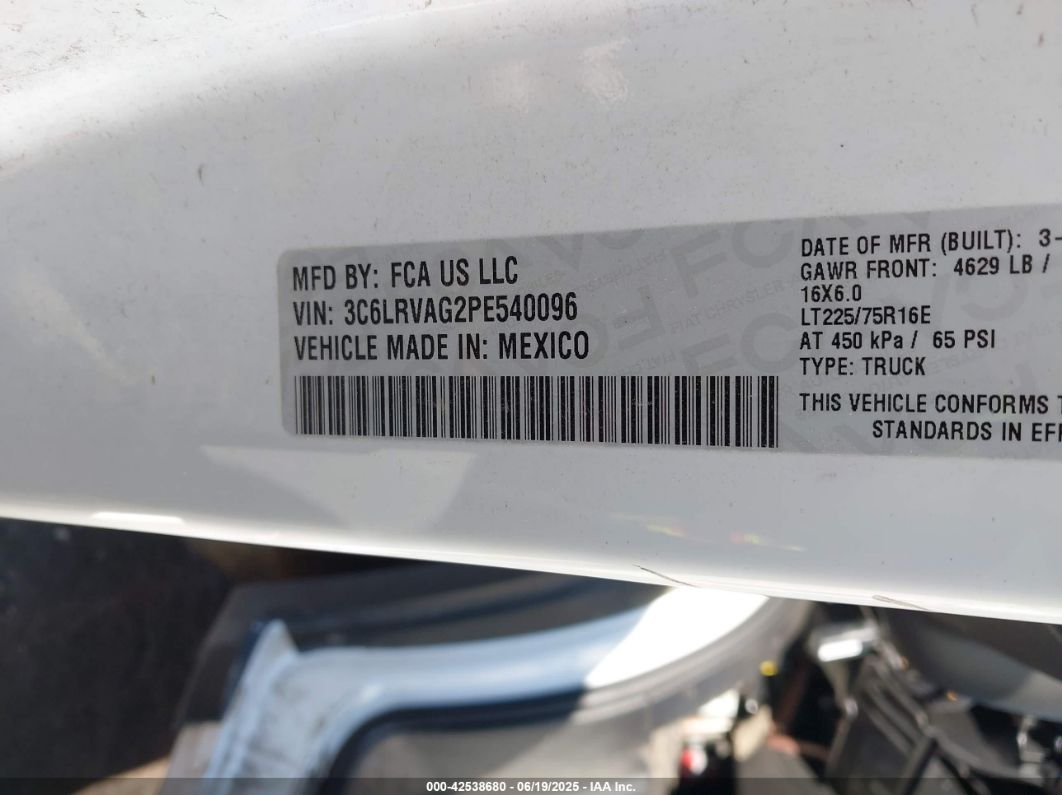 MFD BY: FCA US LLC
VIN: 3C6LRVAG2PE540096
VEHICLE MADE IN: MEXICO
DATE OF MFR (BUILT): 3-
GAWR FRONT: 4629 LB /
16X6.0
LT225/75R16E
AT 450 kPa / 65 PSI
TYPE: TRUCK
THIS VEHICLE CONFORMS
STANDARDS IN
000-42538680 - 06/19/2025 - IAA Inc.